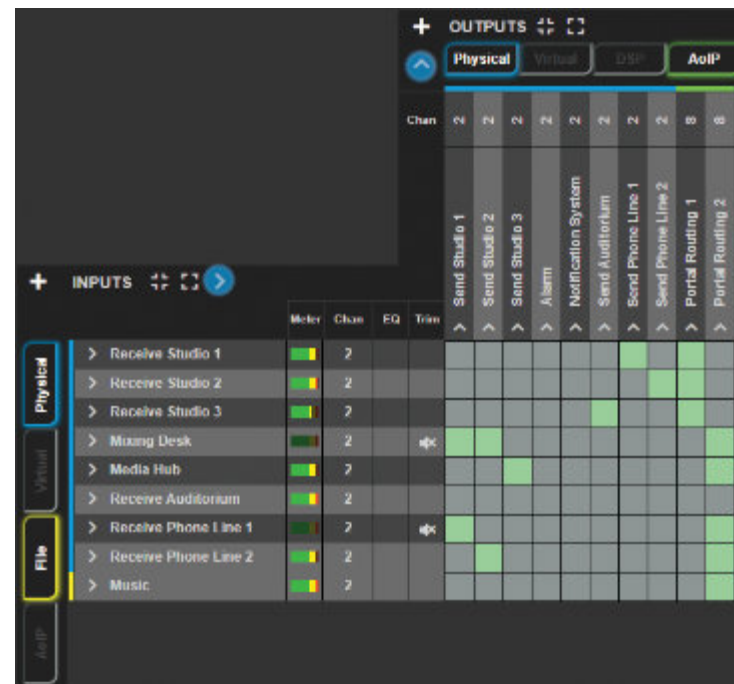 + OUTPUTS
Physical Virtual DSP AoIP
Chan 2 2 2 2 2 2 2 2 8 8
Send Studio 1
Send Studio 2
Send Studio 3
Alarm
Notification System
Send Auditorium
Send Phone Line 1
Send Phone Line 2
Portal Routing 1
Portal Routing 2
+ INPUTS
Meter Chan EQ Trim
Physical
Virtual
File
AoIP
> Receive Studio 1 2
> Receive Studio 2 2
> Receive Studio 3 2
> Mixing Desk 2
> Media Hub 2
> Receive Auditorium 2
> Receive Phone Line 1 2
> Receive Phone Line 2 2
> Music 2